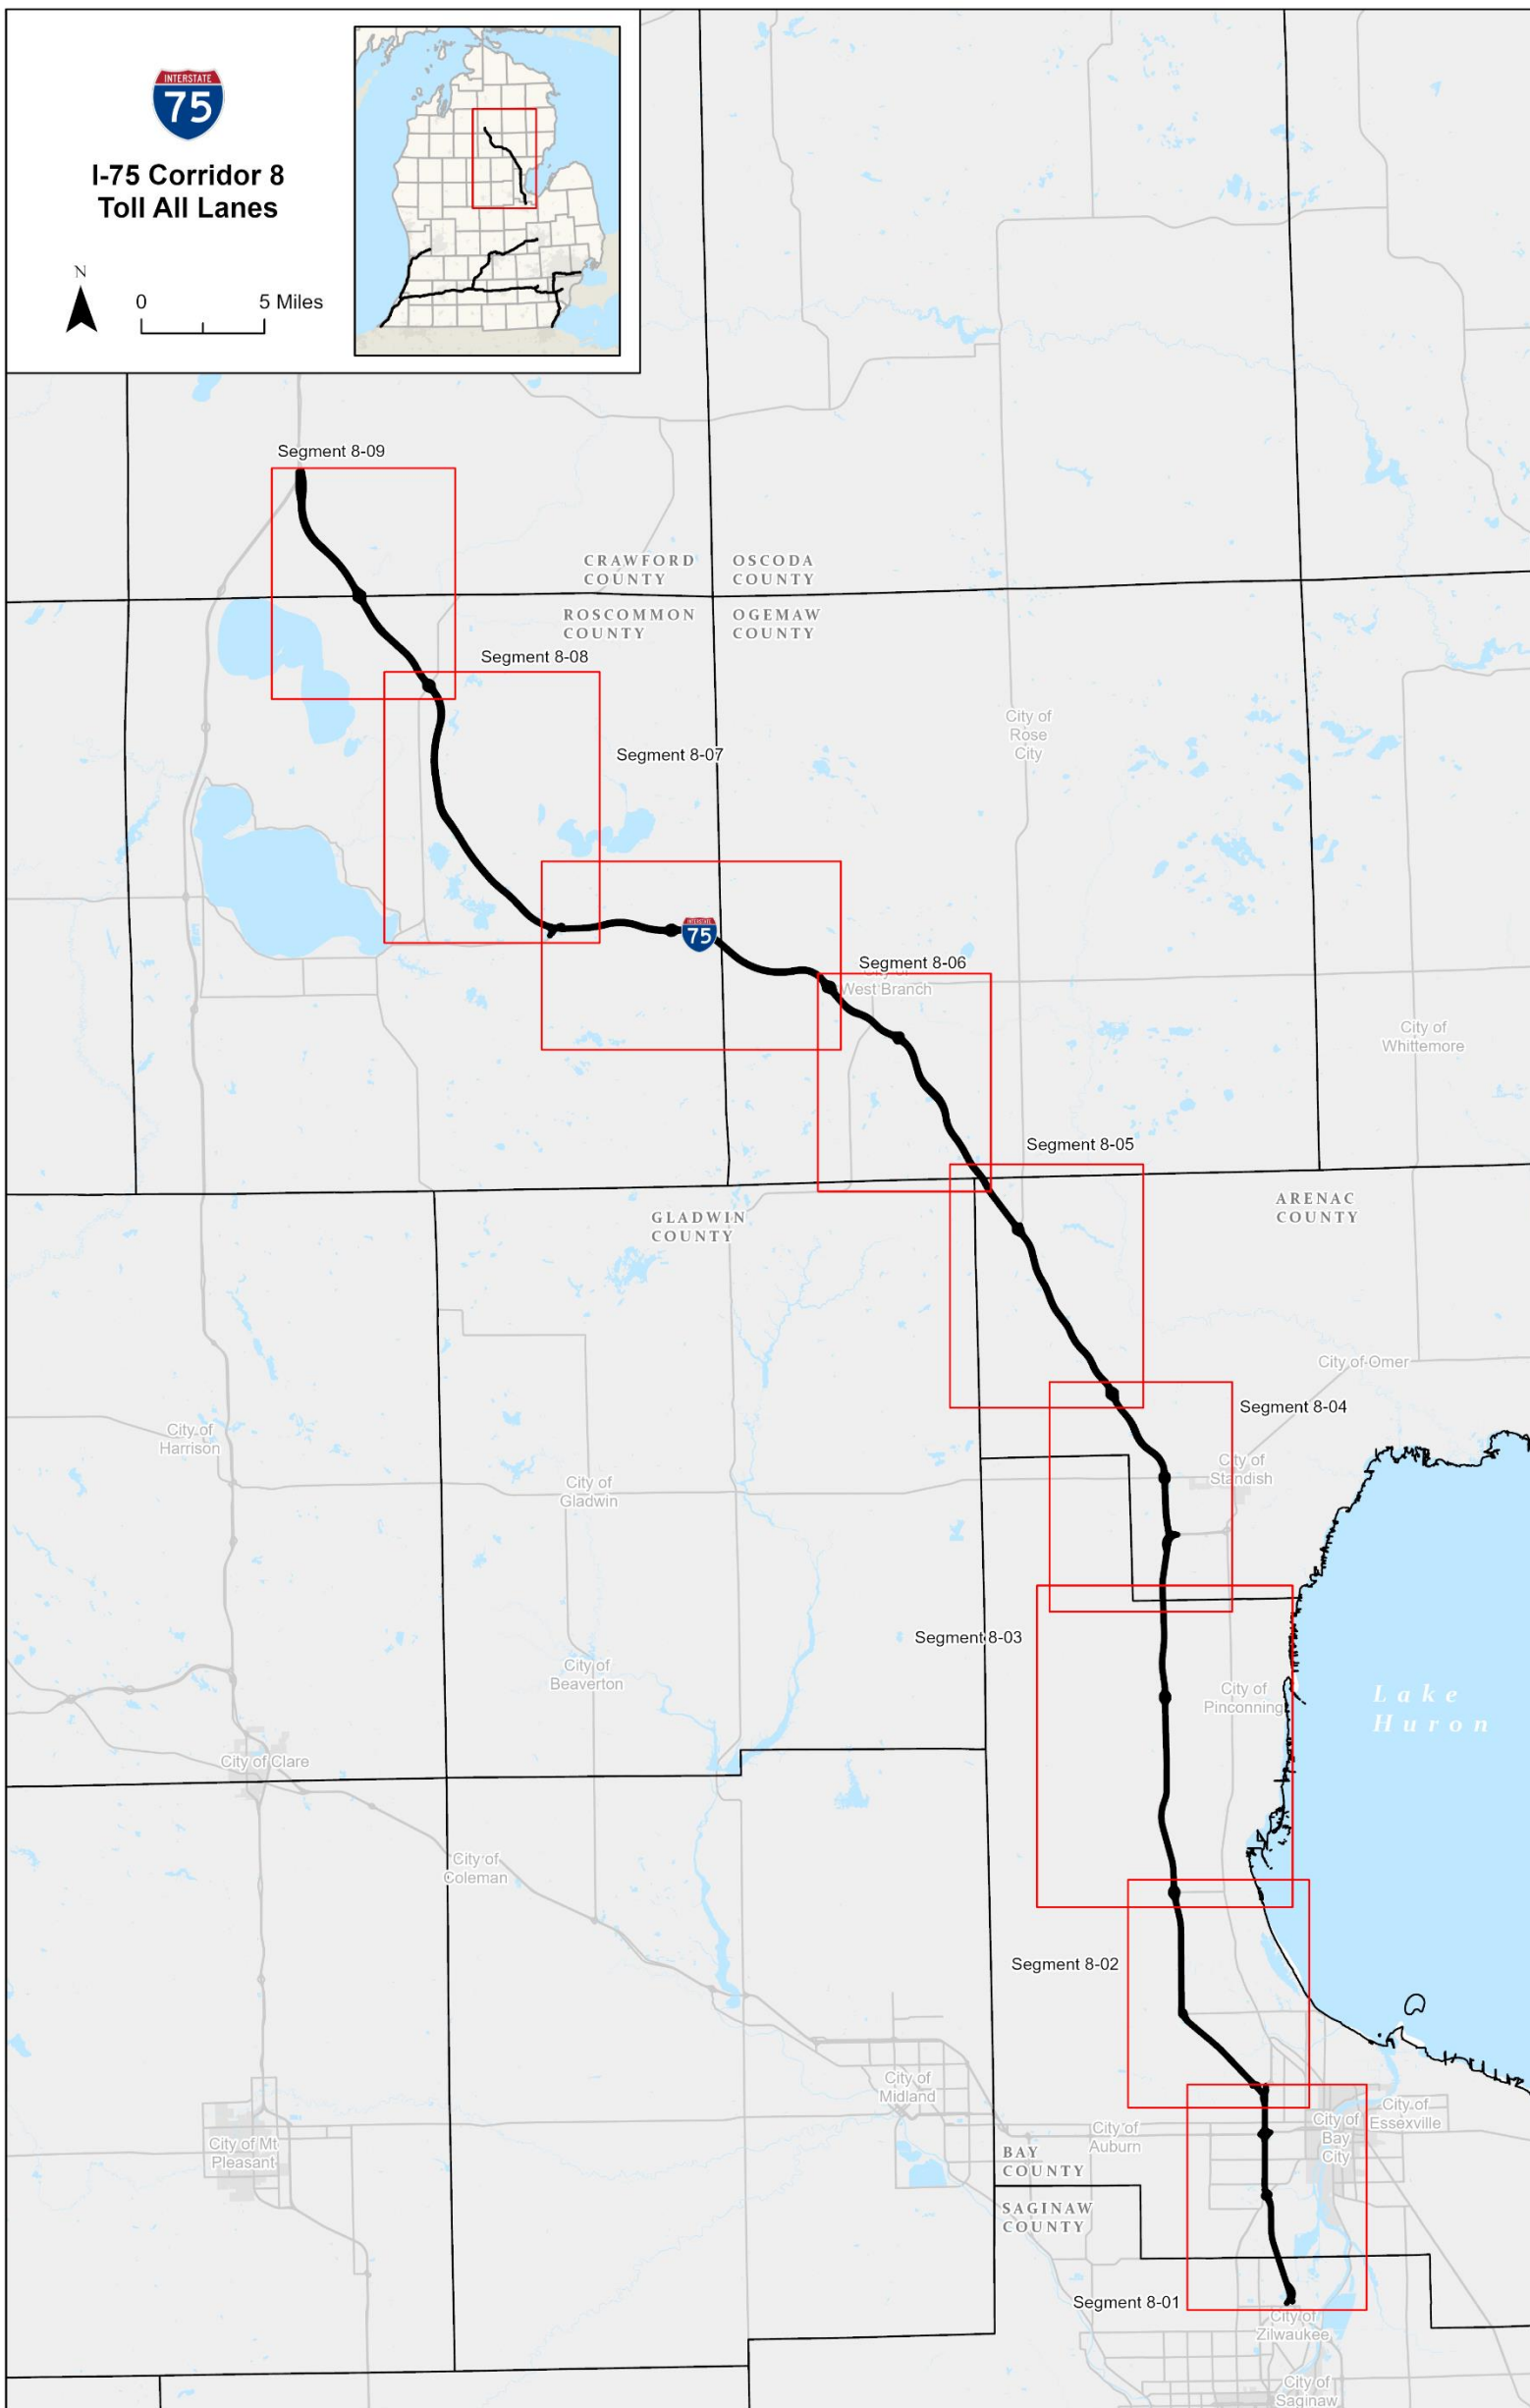 INTERSTATE
75
I-75 Corridor 8
Toll All Lanes
N
0
5 Miles
Segment 8-09
CRAWFORD
COUNTY
OSCODA
COUNTY
ROSCOMMON
COUNTY
OGEMAW
COUNTY
Segment 8-08
Segment 8-07
City of
Rose
City
INTERSTATE
75
Segment 8-06
City of
West Branch
City of
Whittemore
Segment 8-05
ARENAC
COUNTY
GLADWIN
COUNTY
City of Omer
Segment 8-04
City of
Harrison
City of
Standish
City of
Gladwin
Segment 8-03
City of
Beaverton
City of
Pinconning
Lake
Huron
City of Clare
City of
Coleman
Segment 8-02
City of
Midland
City of
Essexville
City of
Bay
City
City of
Auburn
City of Mt
Pleasant
BAY
COUNTY
SAGINAW
COUNTY
Segment 8-01
City of
Zilwaukee
City of
Saginaw